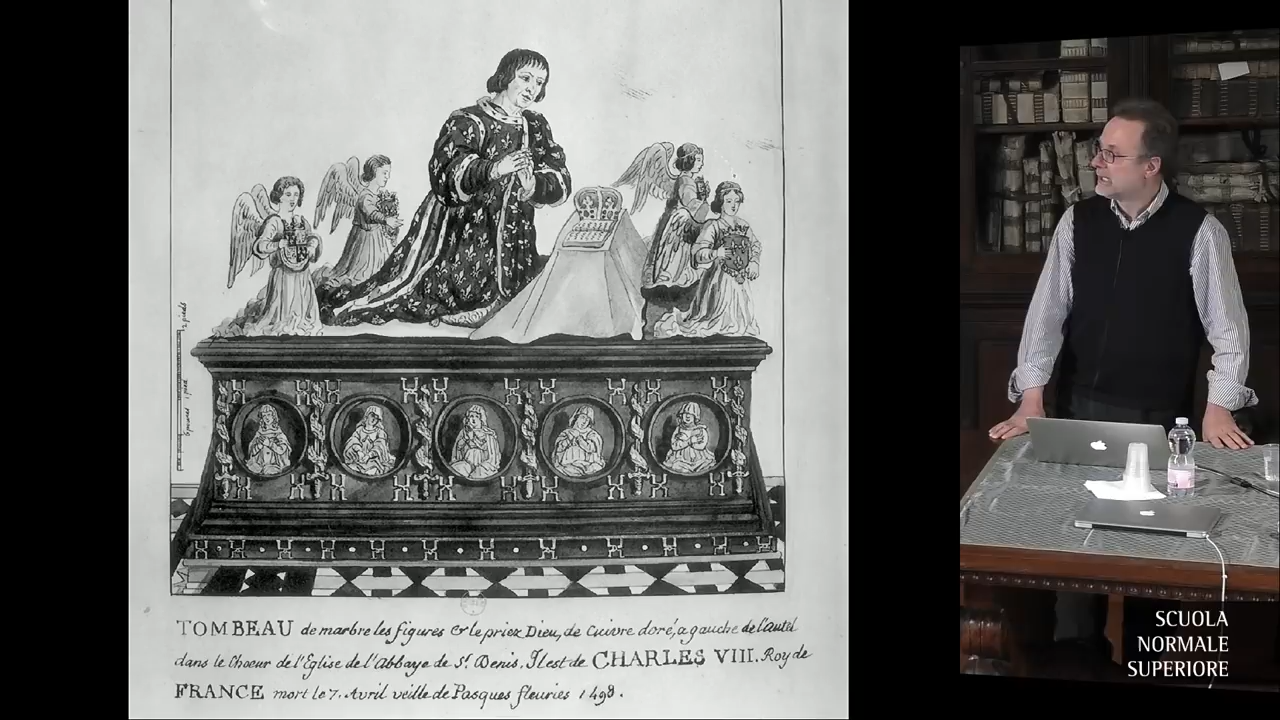 TOMBEAU de marbre les figures & le priez Dieu, de Cuivre doré, a gauche de l'autel
dans le Choeur de l'Eglise de l'Abbaye de St. Denis. Il est de CHARLES VIII. Roy de
FRANCE mort le 7. Avril veille de Pasques fleuries 1498.
SCUOLA
NORMALE
SUPERIORE